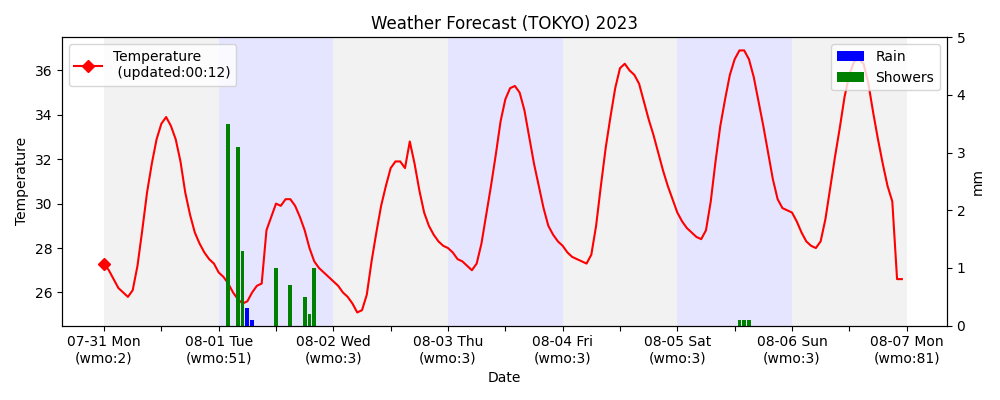 Weather Forecast (TOKYO) 2023
Temperature
(updated:00:12)
Rain
Showers
36
34
32
30
28
26
Temperature
5
4
3
2
1
0
mm
07-31 Mon
(wmo:2)
08-01 Tue
(wmo:51)
08-02 Wed
(wmo:3)
08-03 Thu
(wmo:3)
08-04 Fri
(wmo:3)
08-05 Sat
(wmo:3)
08-06 Sun
(wmo:3)
08-07 Mon
(wmo:81)
Date